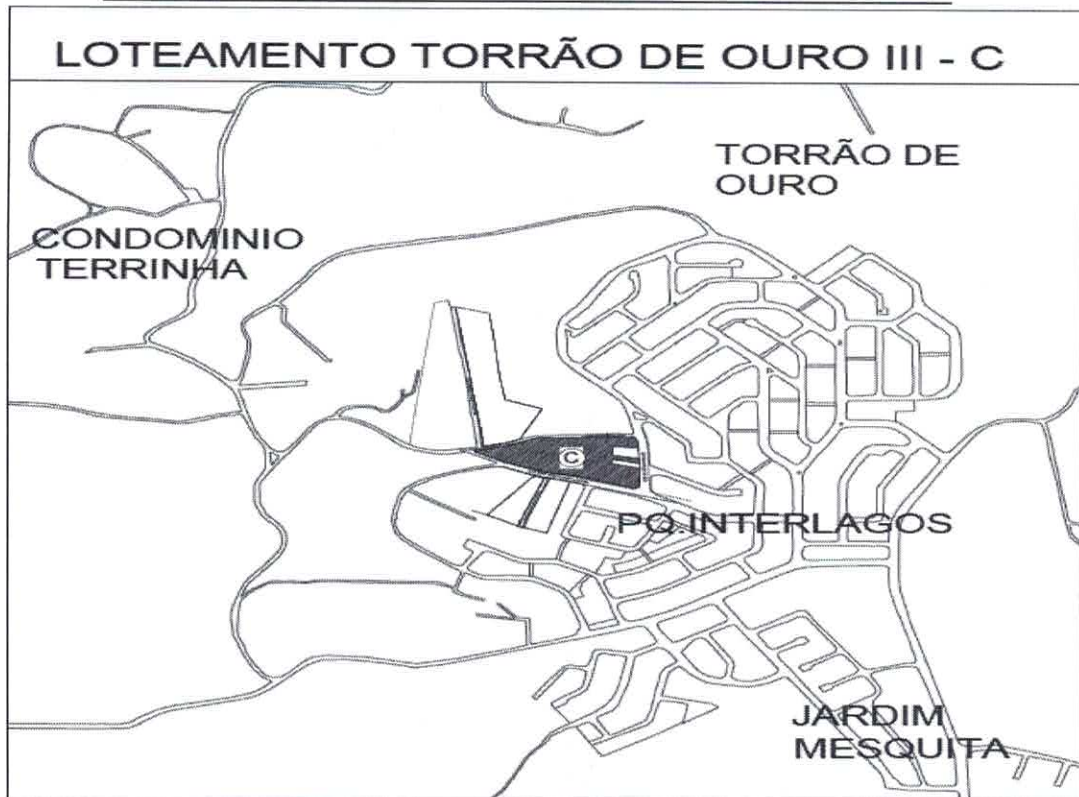 LOTEAMENTO TORRÃO DE OURO III - C
TORRÃO DE
OURO
CONDOMINIO
TERRINHA
C
PQ.INTERLAGOS
JARDIM
MESQUITA